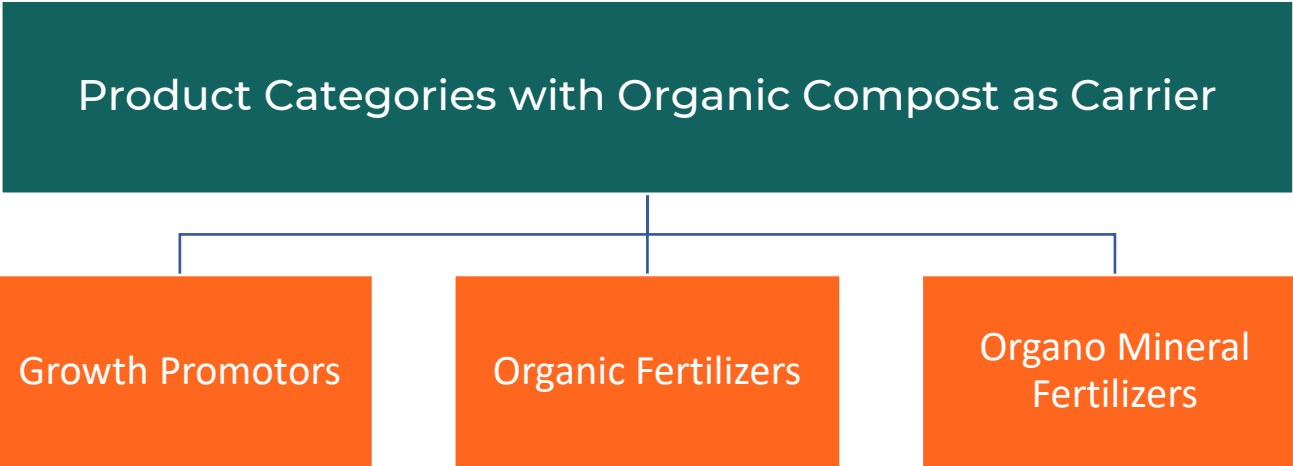 Product Categories with Organic Compost as Carrier
Growth Promotors
Organic Fertilizers
Organo Mineral
Fertilizers